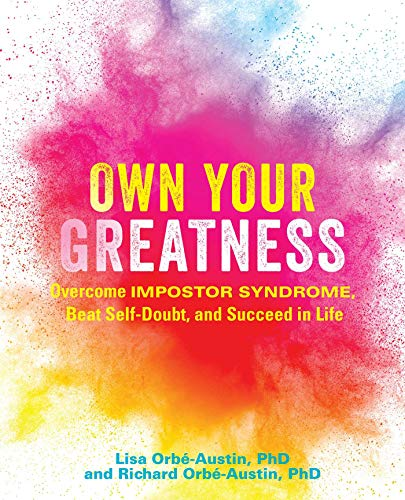 OWN YOUR
GREATNESS
Overcome IMPOSTOR SYNDROME,
Beat Self-Doubt, and Succeed in Life
Lisa Orbé-Austin, PhD
and Richard Orbé-Austin, PhD